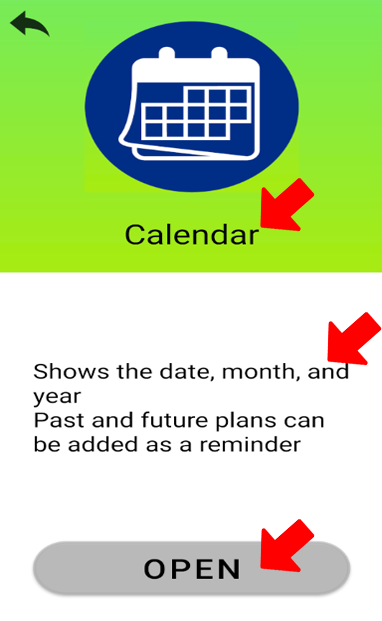 Calendar
Shows the date, month, and
year
Past and future plans can
be added as a reminder
OPEN